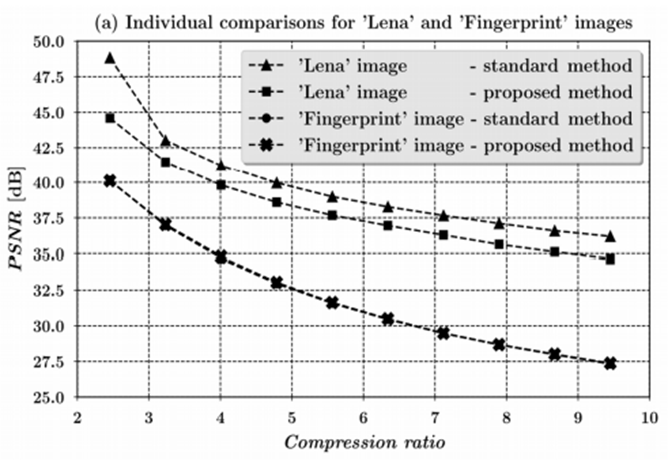 (a) Individual comparisons for 'Lena' and 'Fingerprint' images
50.0
47.5
45.0
42.5
40.0
37.5
35.0
32.5
30.0
27.5
25.0
PSNR [dB]
'Lena' image - standard method
'Lena' image - proposed method
'Fingerprint' image - standard method
'Fingerprint' image - proposed method
2 3 4 5 6 7 8 9 10
Compression ratio